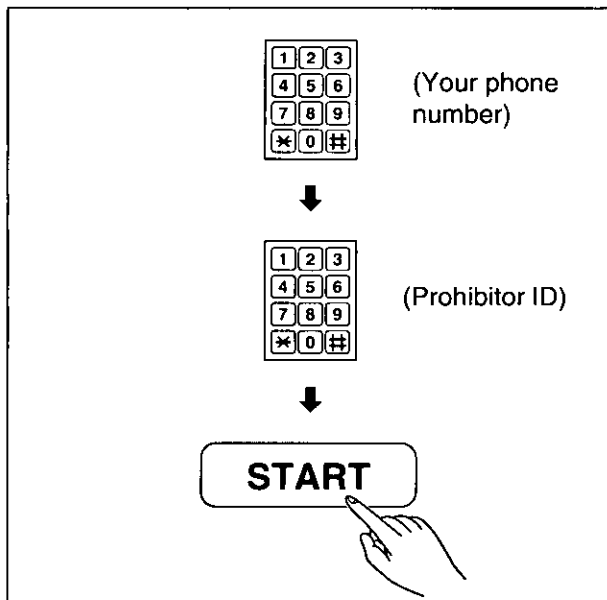 1 2 3
4 5 6
7 8 9
* 0 #
(Your phone
number)
1 2 3
4 5 6
7 8 9
* 0 #
(Prohibitor ID)
START